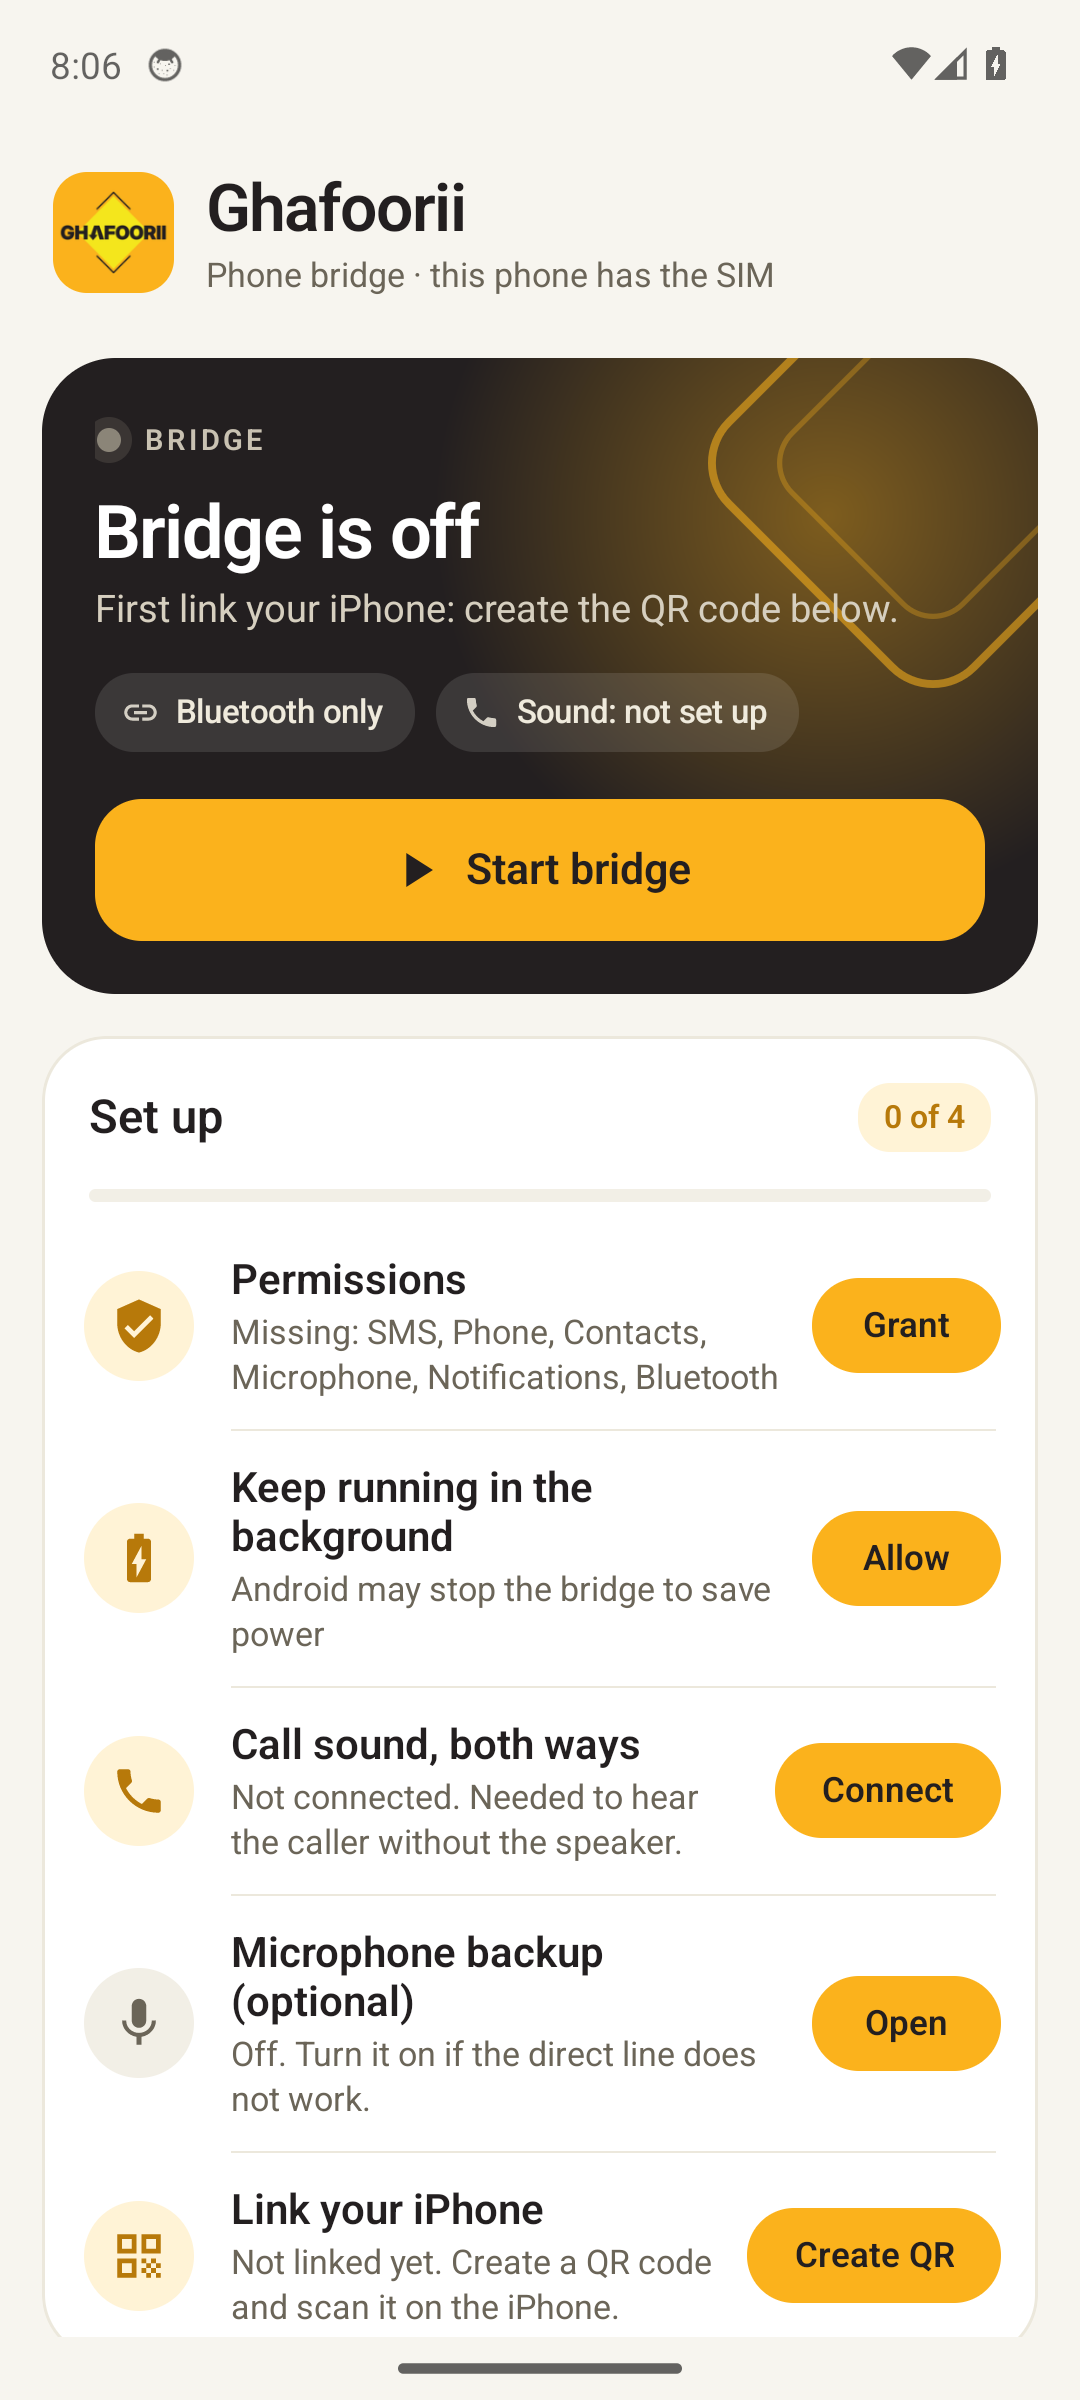 8:06
GHAFOORII
Ghafoorii
Phone bridge · this phone has the SIM
BRIDGE
Bridge is off
First link your iPhone: create the QR code below.
Bluetooth only
Sound: not set up
Start bridge
Set up
0 of 4
Permissions
Missing: SMS, Phone, Contacts,
Microphone, Notifications, Bluetooth
Grant
Keep running in the
background
Android may stop the bridge to save
power
Allow
Call sound, both ways
Not connected. Needed to hear
the caller without the speaker.
Connect
Microphone backup
(optional)
Off. Turn it on if the direct line does
not work.
Open
Link your iPhone
Not linked yet. Create a QR code
and scan it on the iPhone.
Create QR